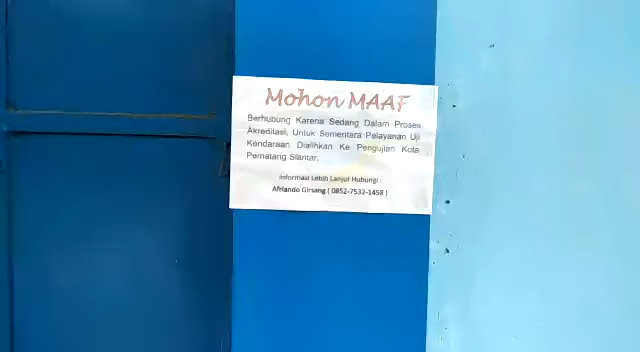 Mohon MAAF
Berhubung Karena Sedang Dalam Proses
Akreditasi, Untuk Sementara Pelayanan Uji
Kendaraan Dialihkan Ke Pengujian Kota
Pematang Siantar.
Informasi Lebih Lanjut Hubungi :
Afriando Girsang ( 0852-7532-1458 )